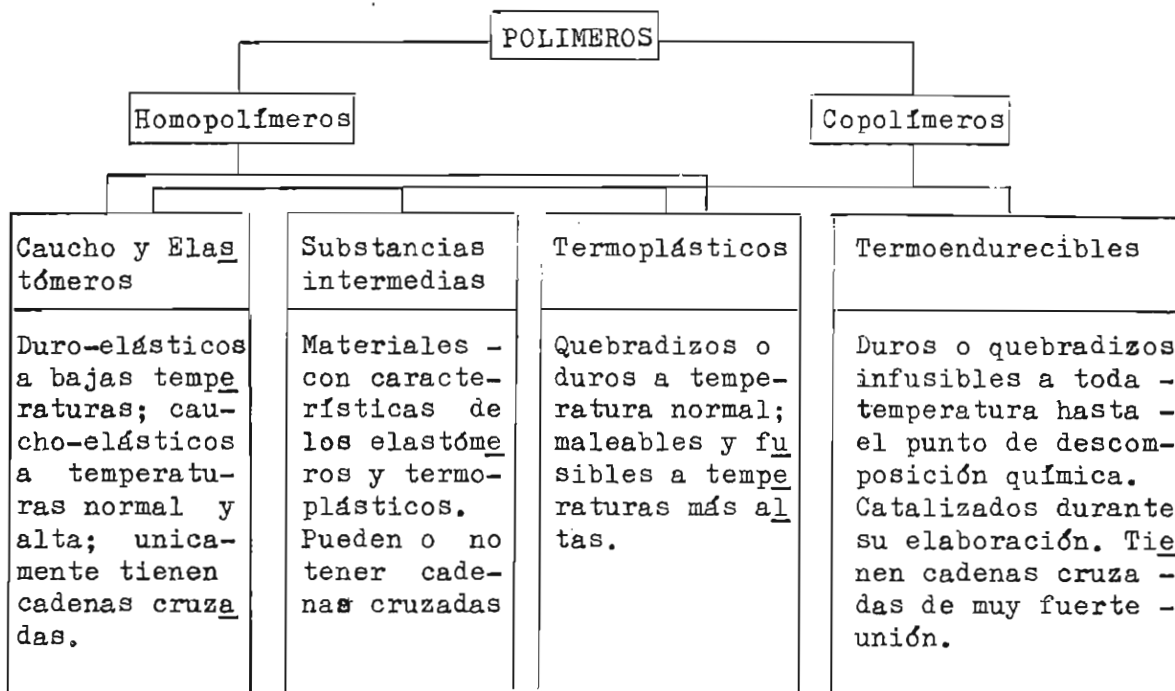 POLIMEROS
Homopolímeros
Copolímeros
Caucho y Elas
tómeros
Duro-elásticos
a bajas tempe
raturas; cau-
cho-elásticos
a temperatu-
ras normal y
alta; unica-
mente tienen
cadenas cruza
das.
Substancias
intermedias
Materiales -
con caracte-
rísticas de
los elastóme
ros y termo-
plásticos.
Pueden o no
tener cade-
nas cruzadas
Termoplásticos
Quebradizos o
duros a tempe-
ratura normal;
maleables y fu
sibles a tempe
raturas más al
tas.
Termoendurecibles
Duros o quebradizos
infusibles a toda -
temperatura hasta -
el punto de descom-
posición química.
Catalizados durante
su elaboración. Tie
nen cadenas cruza -
das de muy fuerte -
unión.